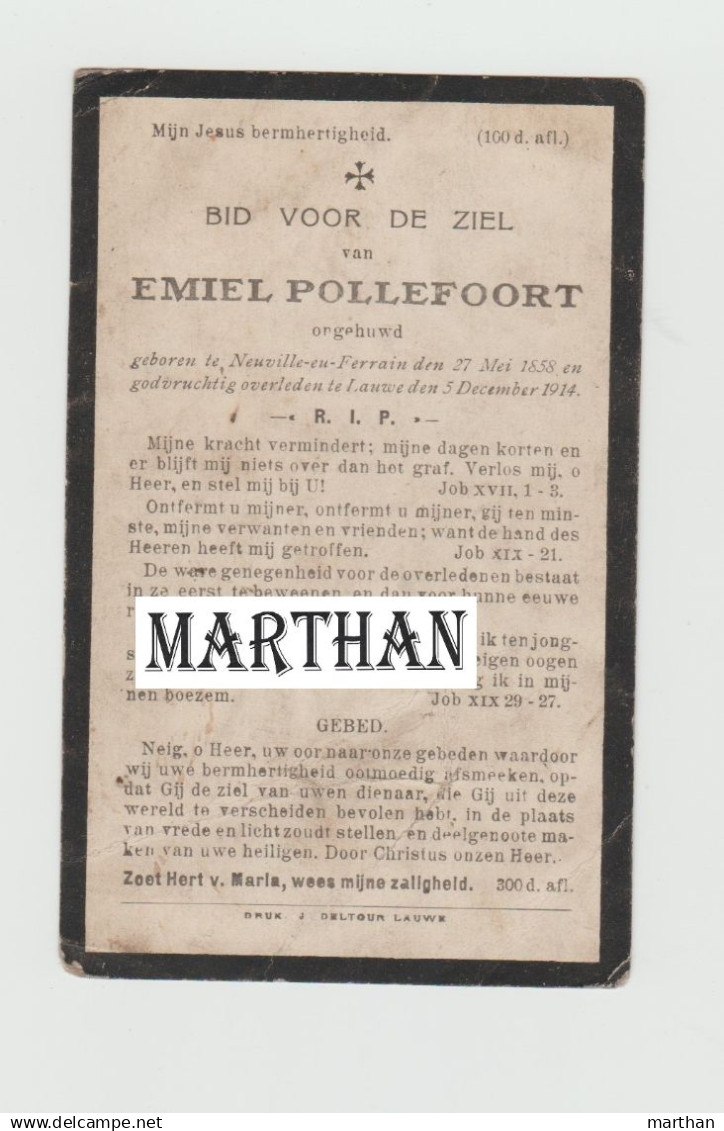 Mijn Jesus bermhertigheid. (100 d. afl.)
BID VOOR DE ZIEL
van
EMIEL POLLEFOORT
ongehuwd
geboren te Neuville-en-Ferrain den 27 Mei 1858 en
godvruchtig overleden te Lauwe den 5 December 1914.
—« R. I. P. »—
Mijne kracht vermindert; mijne dagen korten en
er blijft mij niets over dan het graf. Verlos mij, o
Heer, en stel mij bij U! Job XVII, 1 - 3.
Ontfermt u mijner, ontfermt u mijner, gij ten min-
ste, mijne verwanten en vrienden; want de hand des
Heeren heeft mij getroffen. Job XIX - 21.
De ware genegenheid voor de overledenen bestaat
in ze eerst te beweenen, en dan voor hunne eeuwe
MARTHAN
ik ten jong-
eigen oogen
ik in mij-
nen boezem. Job XIX 29 - 27.
GEBED.
Neig, o Heer, uw oor naar onze gebeden waardoor
wij uwe bermhertigheid ootmoedig afsmeeken, op-
dat Gij de ziel van uwen dienaar, die Gij uit deze
wereld te verscheiden bevolen hebt, in de plaats
van vrede en licht zoudt stellen, en deelgenoote ma-
ken van uwe heiligen. Door Christus onzen Heer.
Zoet Hert v. Maria, wees mijne zaligheid. 300 d. afl.
DRUK. J. DELTOUR LAUWE
delcampe.net
marthan